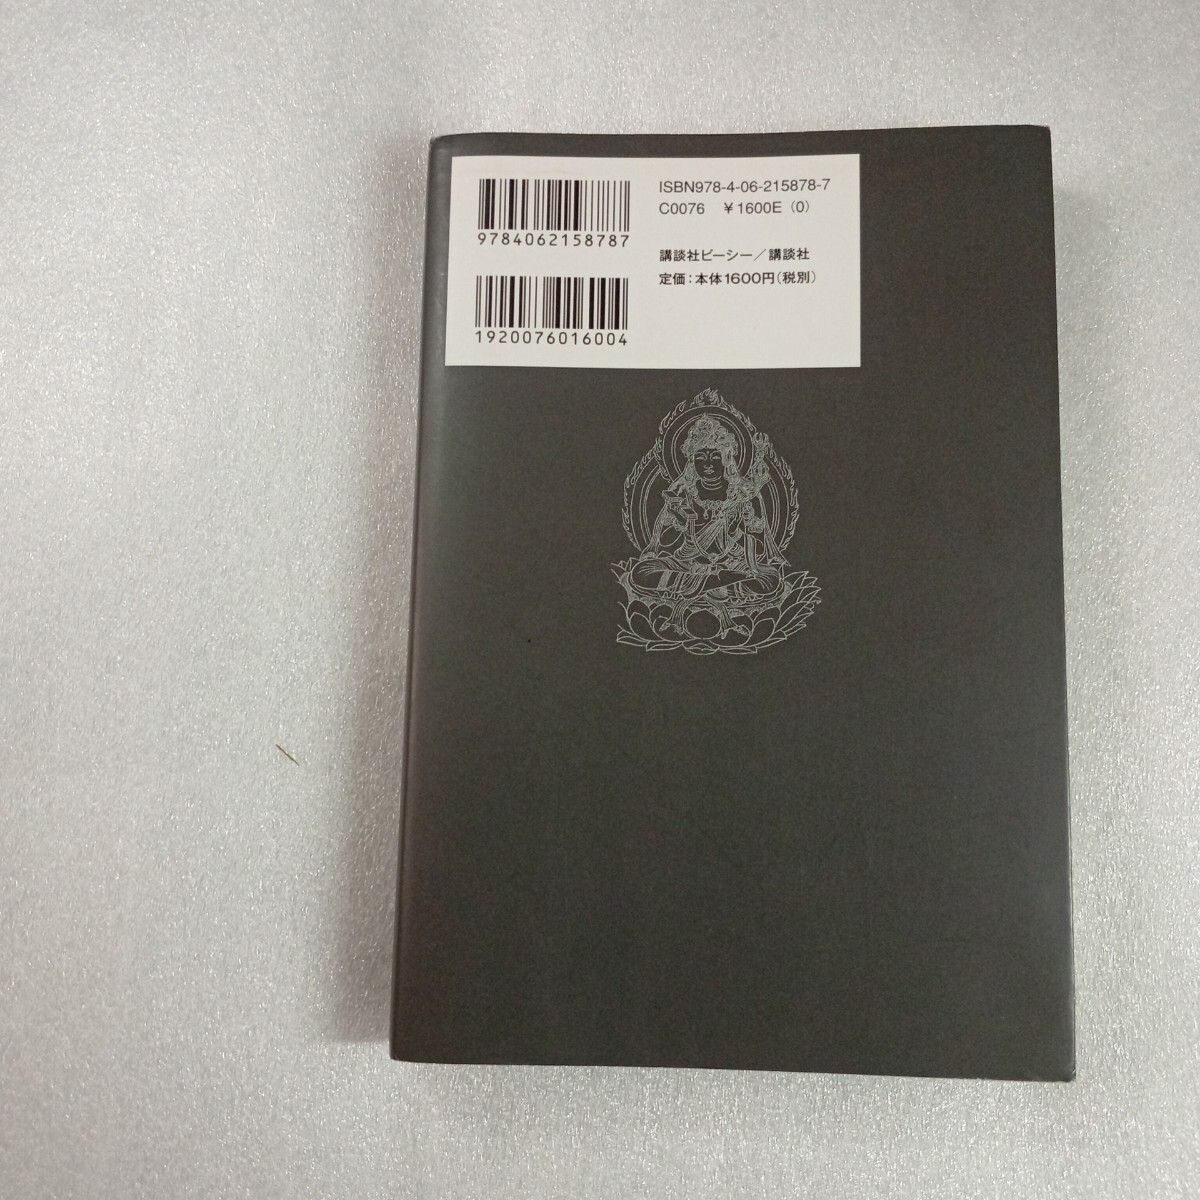 9784062158787
1920076016004
ISBN978-4-06-215878-7
C0076 ¥1600E (0)
講談社ビーシー／講談社
定価：本体1600円（税別）